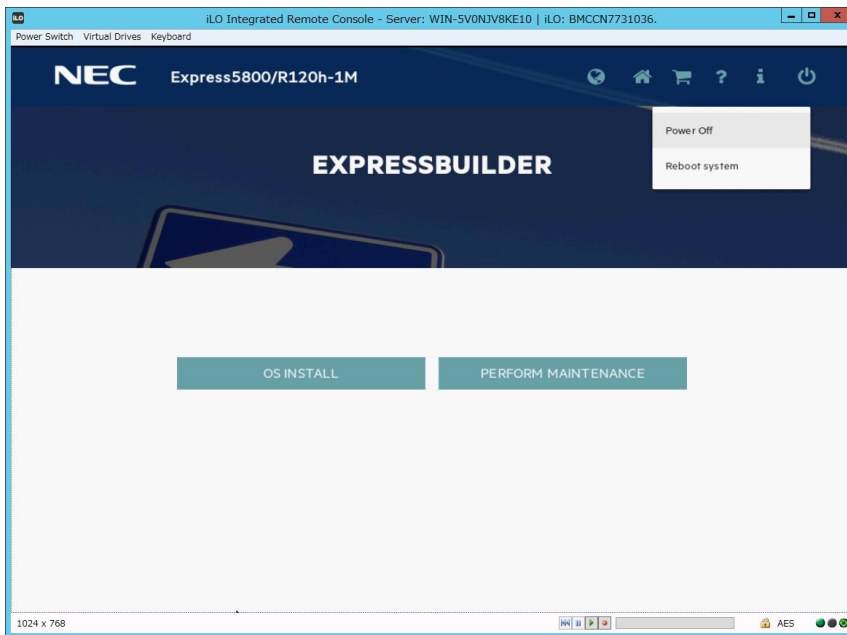 iLO
iLO Integrated Remote Console - Server: WIN-5V0NJV8KE10 | iLO: BMCCN7731036.
Power Switch Virtual Drives Keyboard
NEC Express5800/R120h-1M
Power Off
Reboot system
EXPRESSBUILDER
OS INSTALL PERFORM MAINTENANCE
1024 x 768 AES